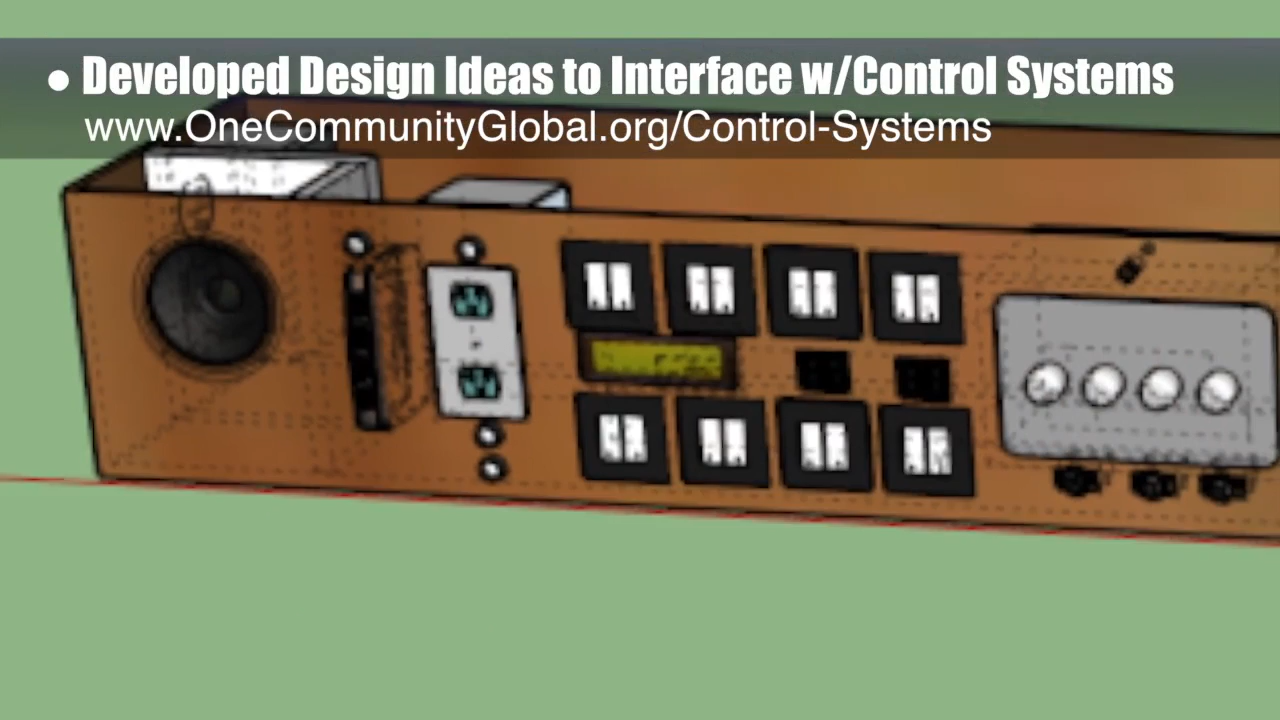 • Developed Design Ideas to Interface w/Control Systems
www.OneCommunityGlobal.org/Control-Systems